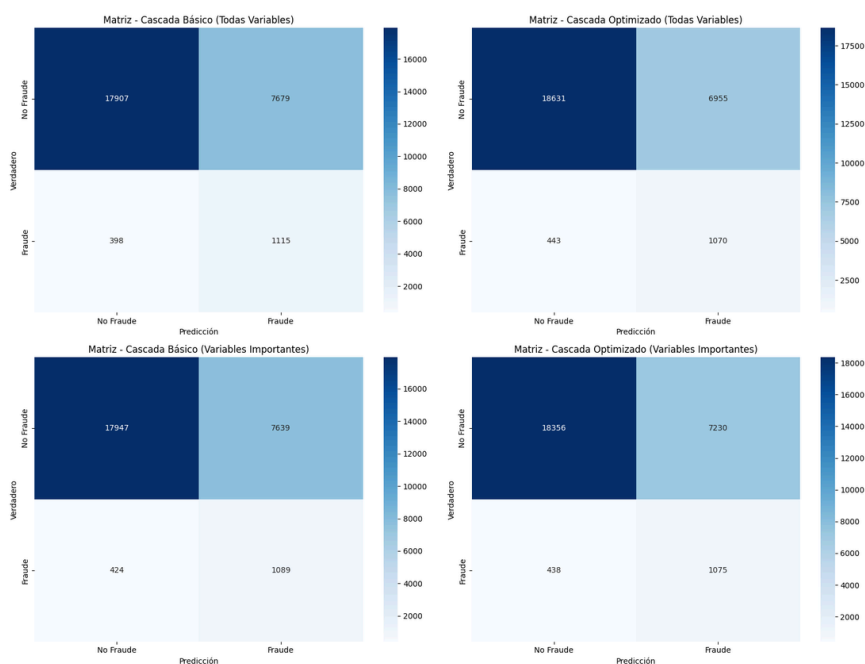 Matriz - Cascada Básico (Todas Variables)
No Fraude
17907
7679
Verdadero
Fraude
398
1115
No Fraude
Fraude
Predicción
16000
14000
12000
10000
8000
6000
4000
2000
Matriz - Cascada Optimizado (Todas Variables)
No Fraude
18631
6955
Verdadero
Fraude
443
1070
No Fraude
Fraude
Predicción
17500
15000
12500
10000
7500
5000
2500
Matriz - Cascada Básico (Variables Importantes)
No Fraude
17947
7639
Verdadero
Fraude
424
1089
No Fraude
Fraude
Predicción
16000
14000
12000
10000
8000
6000
4000
2000
Matriz - Cascada Optimizado (Variables Importantes)
No Fraude
18356
7230
Verdadero
Fraude
438
1075
No Fraude
Fraude
Predicción
18000
16000
14000
12000
10000
8000
6000
4000
2000